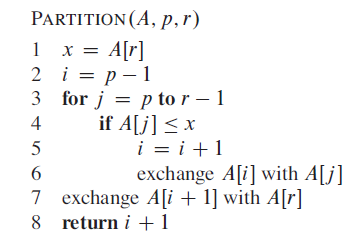 PARTITION(A, p, r)
1 x = A[r]
2 i = p – 1
3 for j = p to r – 1
4 if A[j] ≤ x
5 i = i + 1
6 exchange A[i] with A[j]
7 exchange A[i + 1] with A[r]
8 return i + 1